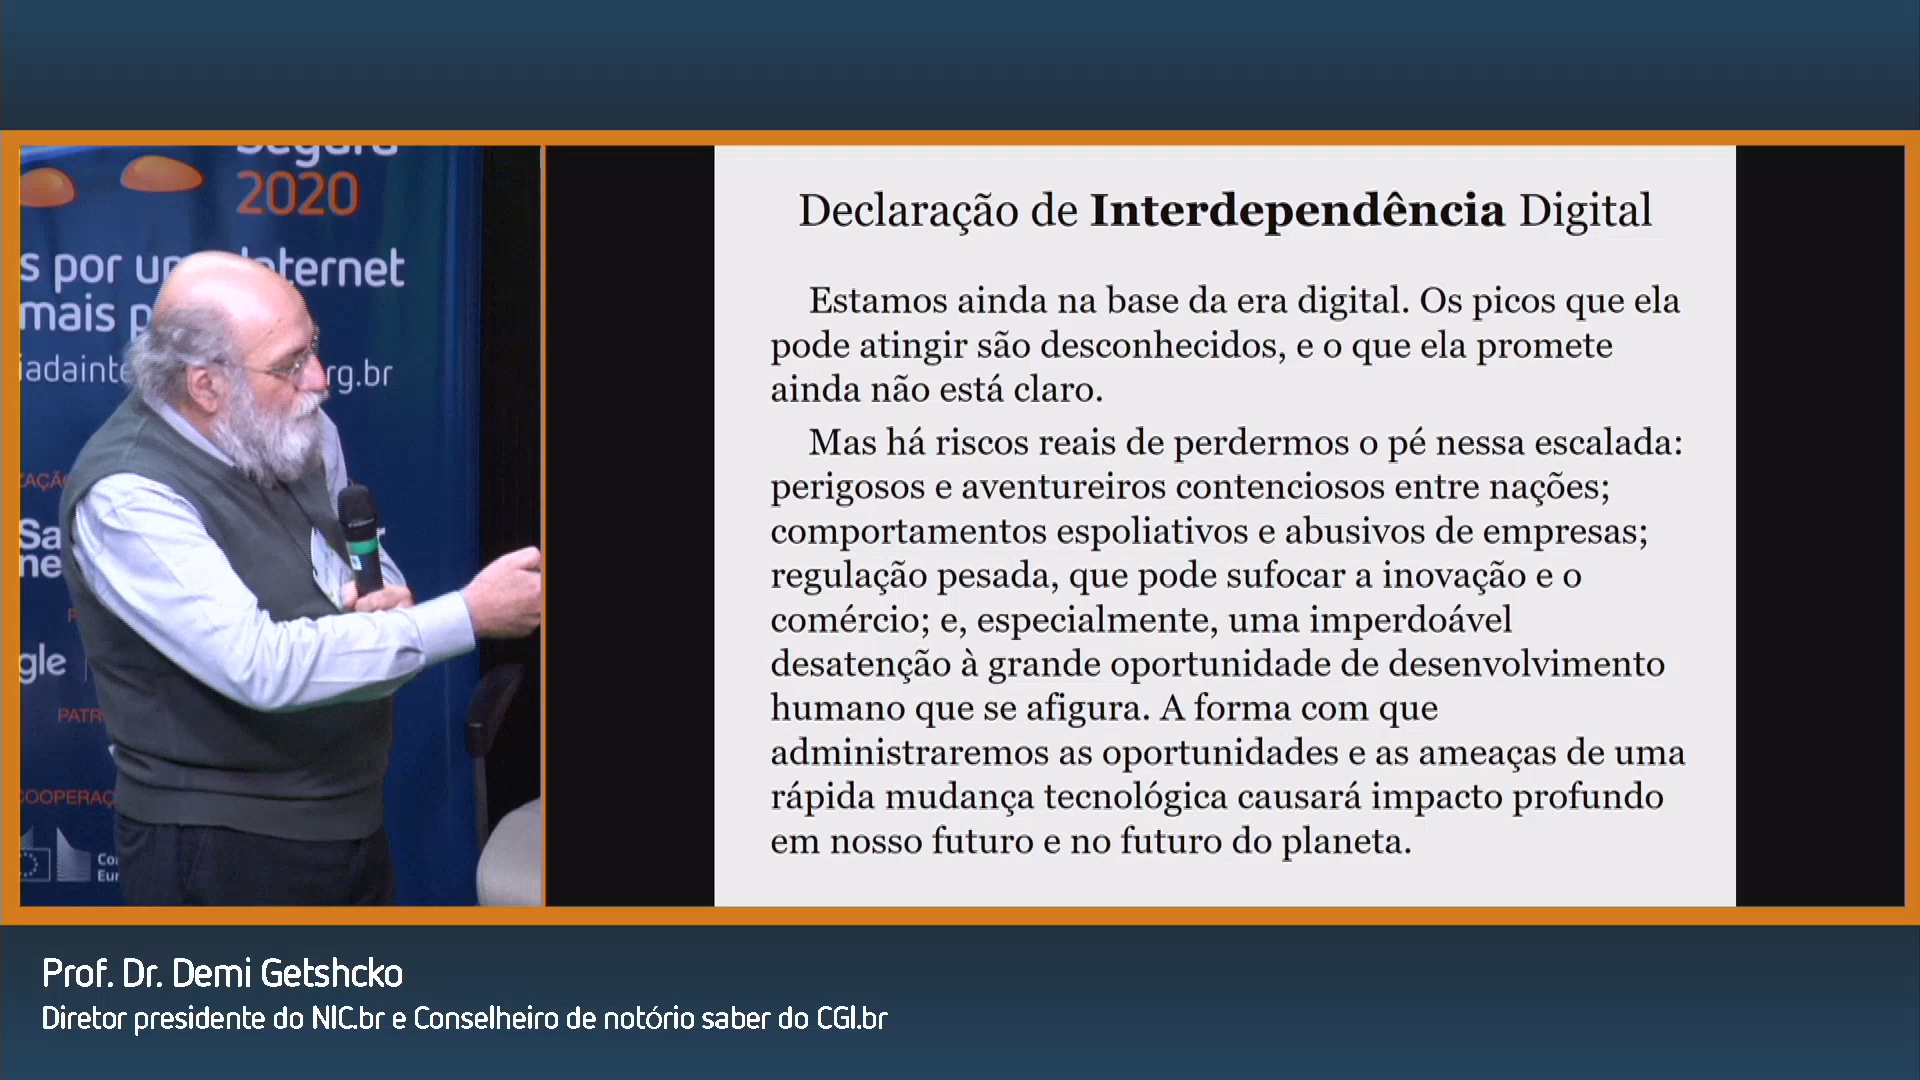 2020
s por
nternet
mais p
iadainte
rg.br
gle
Declaração de Interdependência Digital
Estamos ainda na base da era digital. Os picos que ela
pode atingir são desconhecidos, e o que ela promete
ainda não está claro.
Mas há riscos reais de perdermos o pé nessa escalada:
perigosos e aventureiros contenciosos entre nações;
comportamentos espoliativos e abusivos de empresas;
regulação pesada, que pode sufocar a inovação e o
comércio; e, especialmente, uma imperdoável
desatenção à grande oportunidade de desenvolvimento
humano que se afigura. A forma com que
administraremos as oportunidades e as ameaças de uma
rápida mudança tecnológica causará impacto profundo
em nosso futuro e no futuro do planeta.
Prof. Dr. Demi Getshcko
Diretor presidente do NIC.br e Conselheiro de notório saber do CGI.br